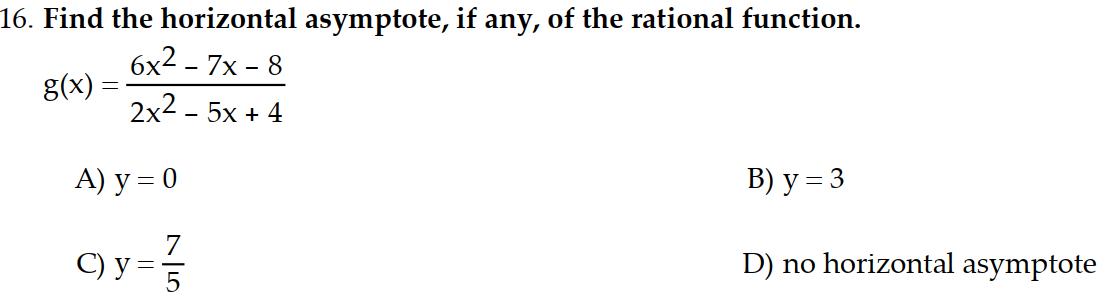 16. Find the horizontal asymptote, if any, of the rational function.
g(x) = \frac{6x^2 - 7x - 8}{2x^2 - 5x + 4}
A) y = 0 B) y = 3
C) y = \frac{7}{5} D) no horizontal asymptote